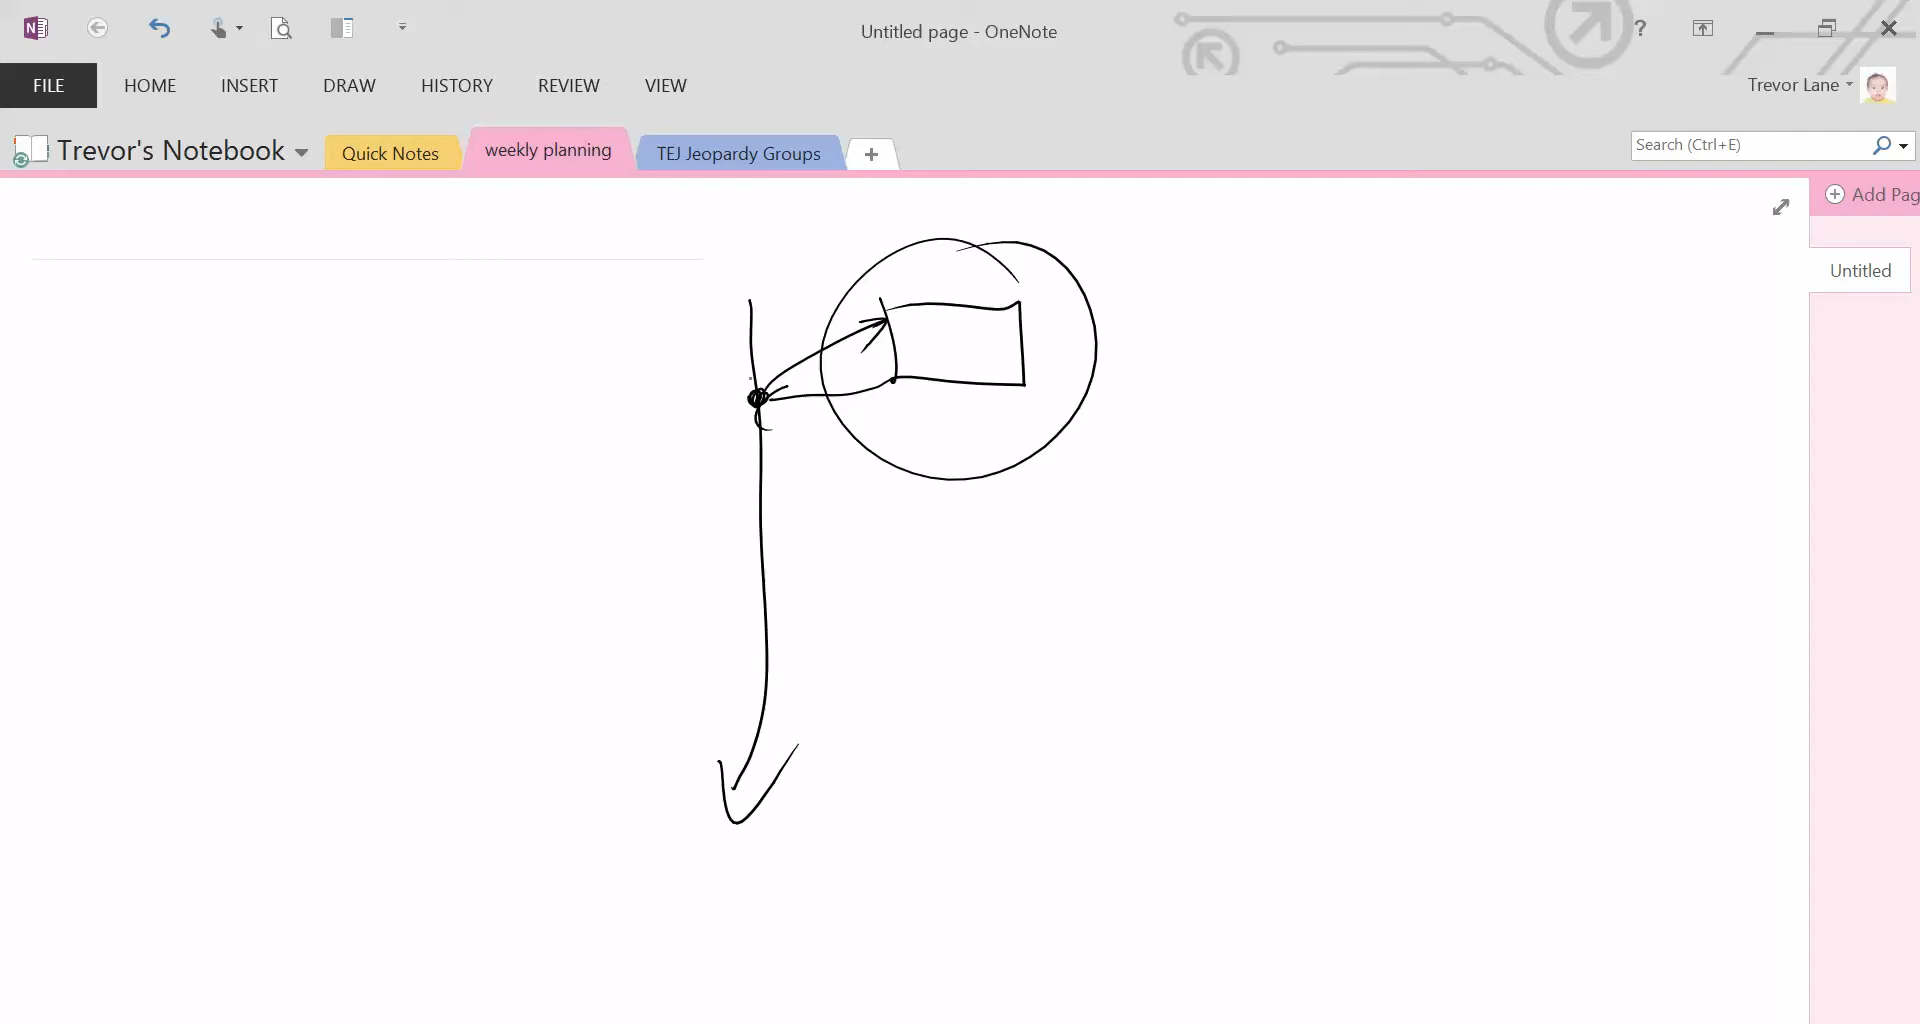 Untitled page - OneNote
?
FILE HOME INSERT DRAW HISTORY REVIEW VIEW
Trevor Lane
Trevor's Notebook Quick Notes weekly planning TEJ Jeopardy Groups +
Search (Ctrl+E)
Add Pag
Untitled